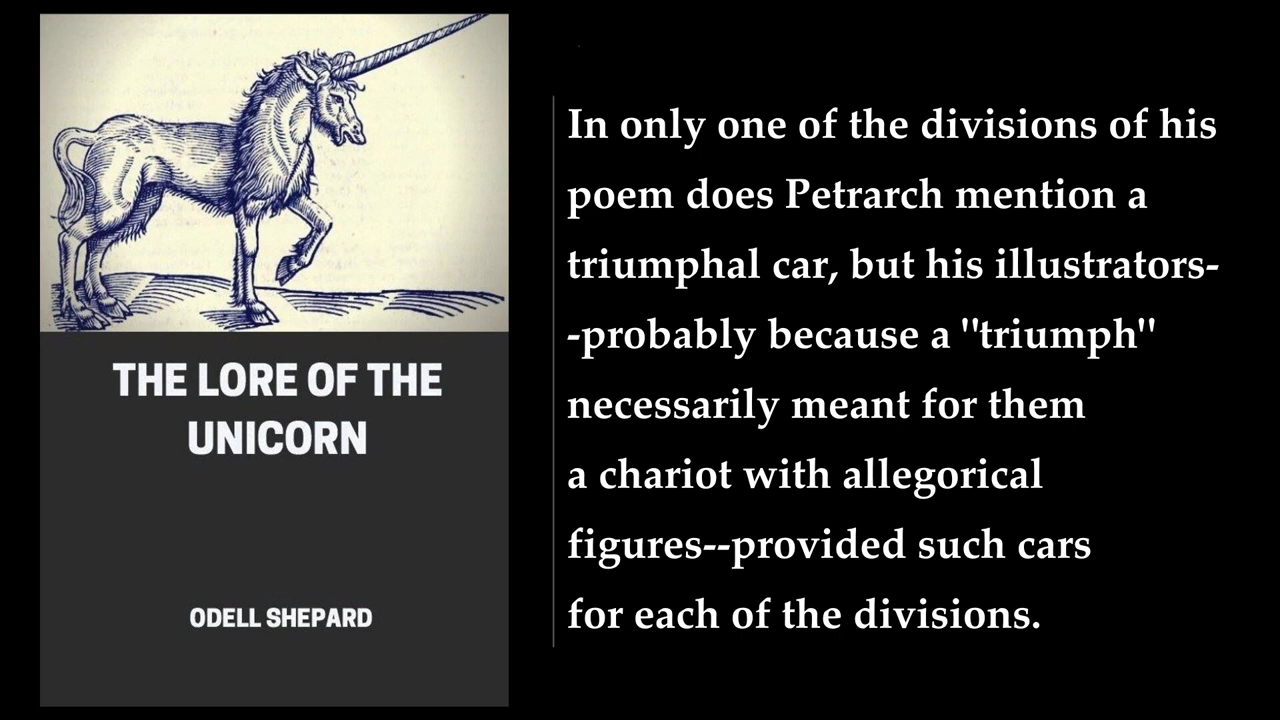 THE LORE OF THE
UNICORN
ODELL SHEPARD
In only one of the divisions of his
poem does Petrarch mention a
triumphal car, but his illustrators-
-probably because a "triumph"
necessarily meant for them
a chariot with allegorical
figures--provided such cars
for each of the divisions.